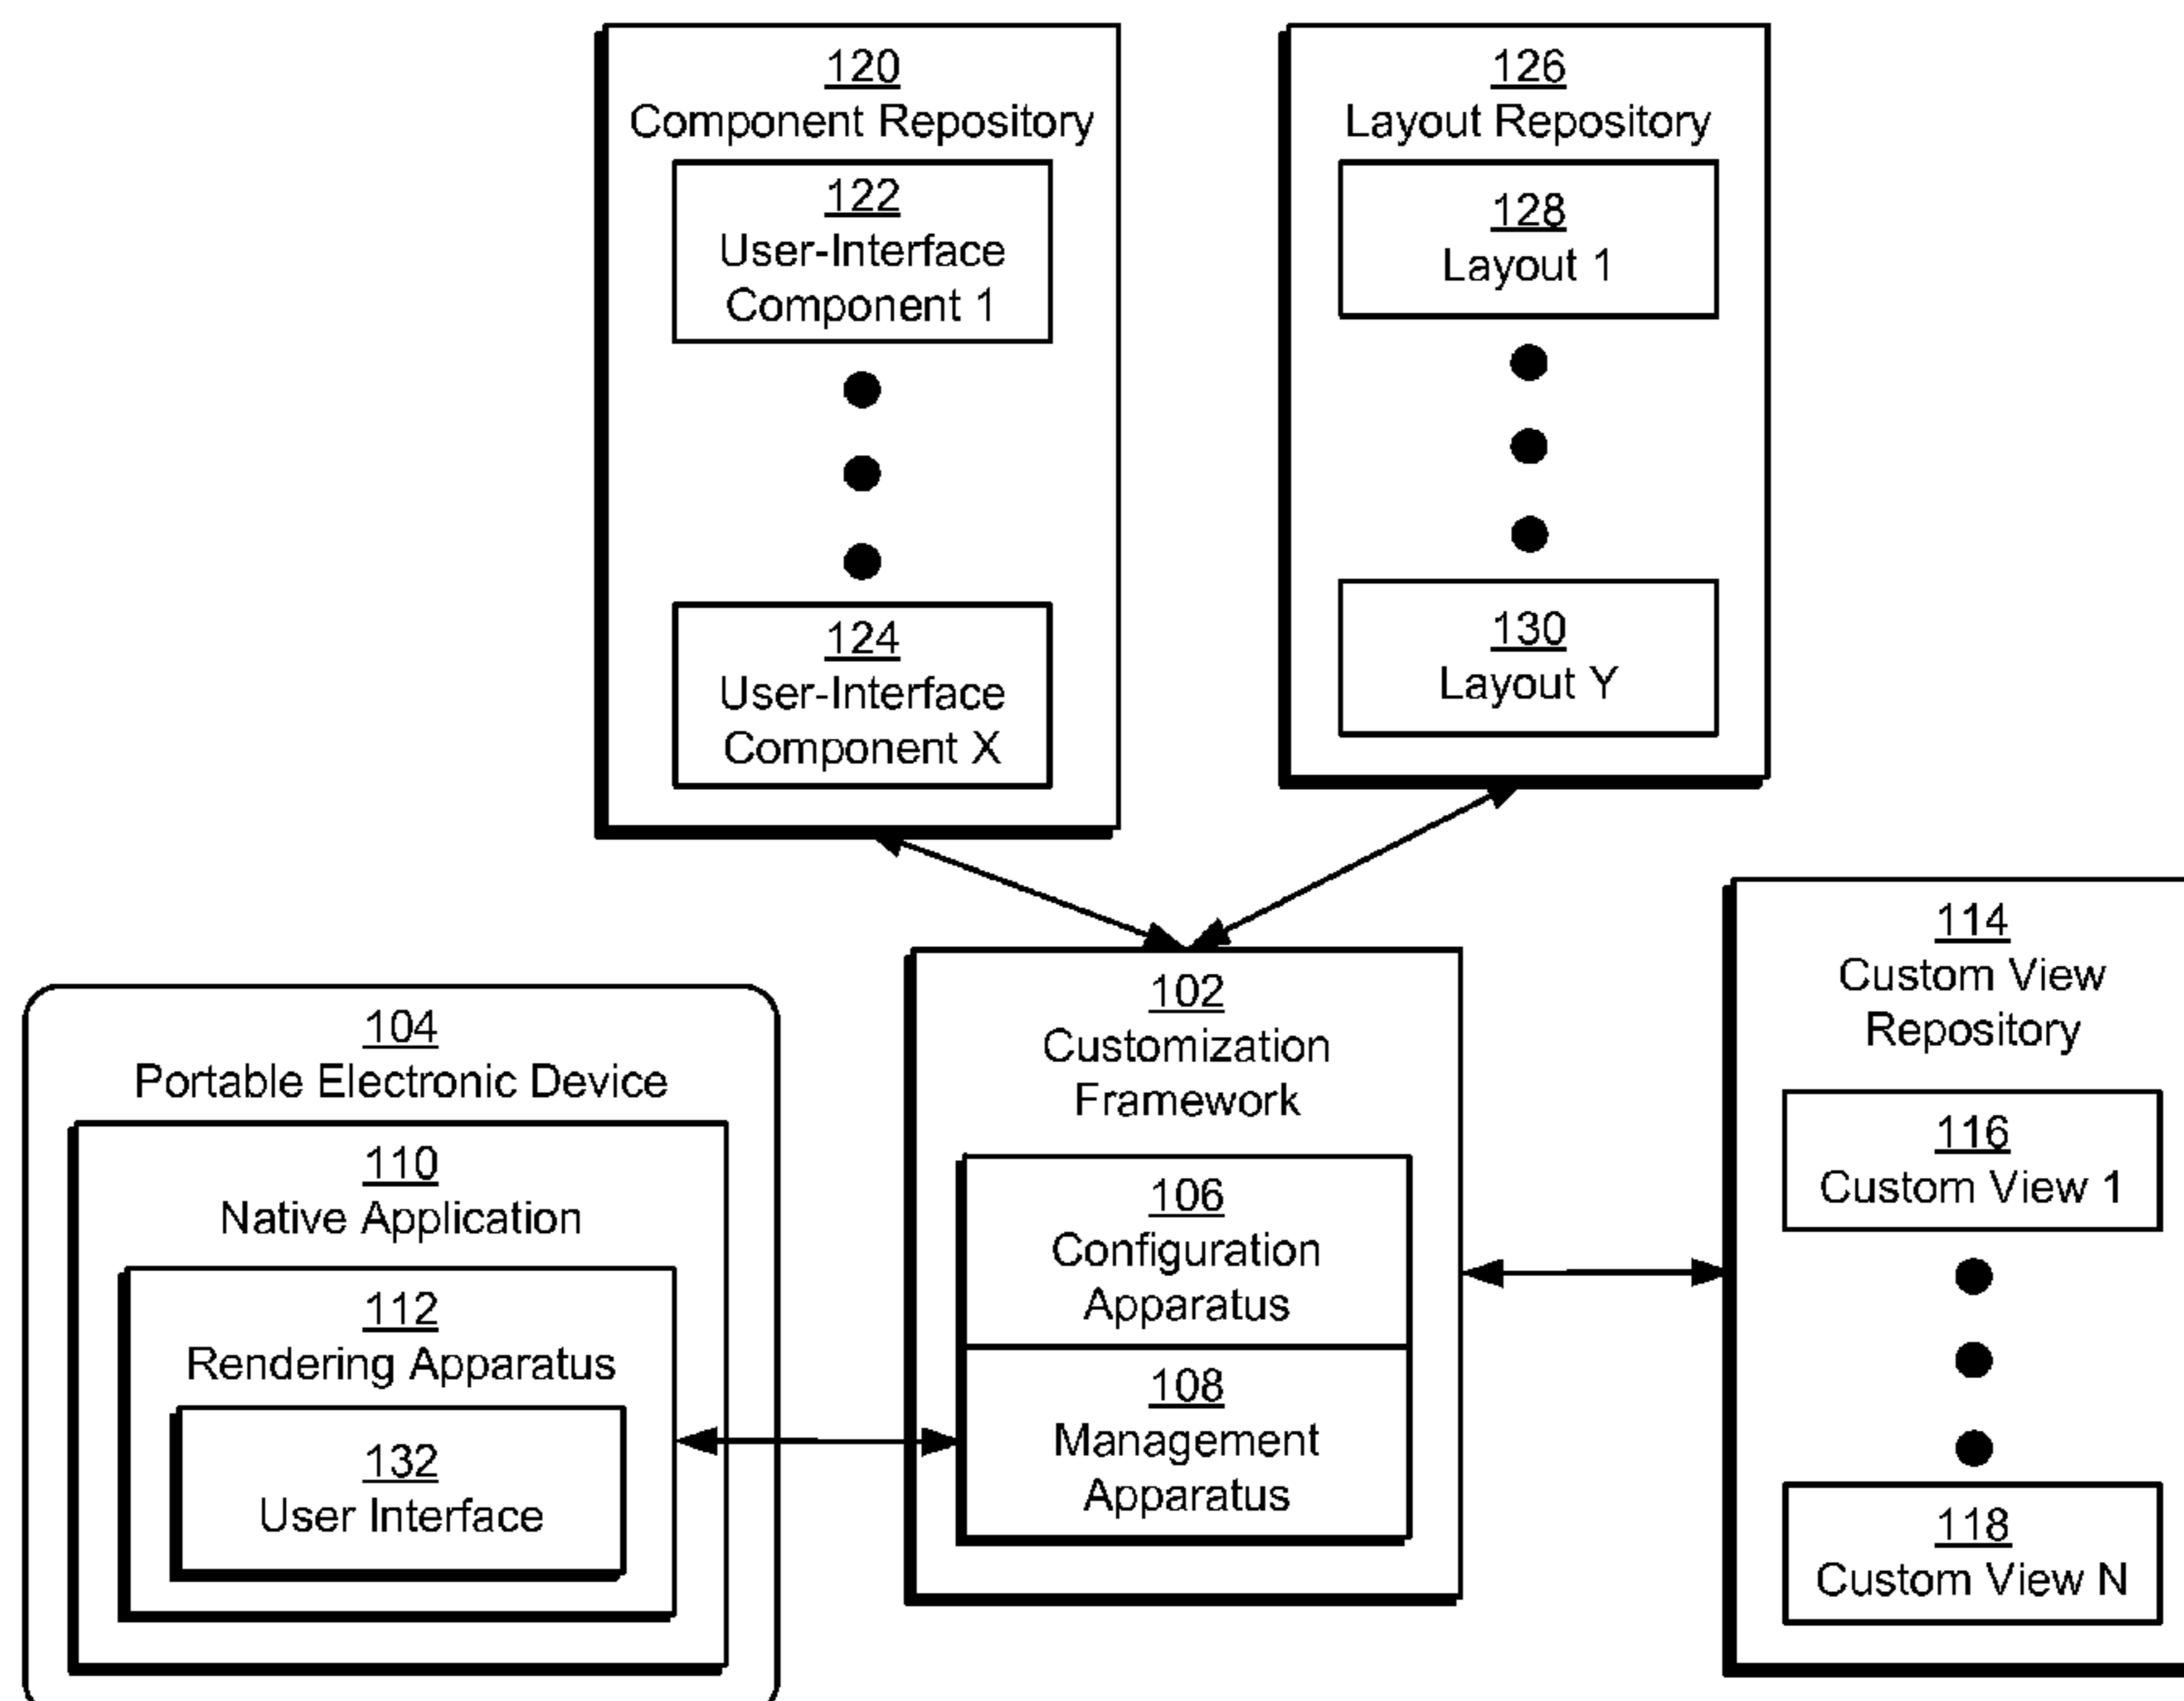 120
Component Repository
122
User-Interface
Component 1
124
User-Interface
Component X
126
Layout Repository
128
Layout 1
130
Layout Y
104
Portable Electronic Device
110
Native Application
112
Rendering Apparatus
132
User Interface
102
Customization
Framework
106
Configuration
Apparatus
108
Management
Apparatus
114
Custom View
Repository
116
Custom View 1
118
Custom View N